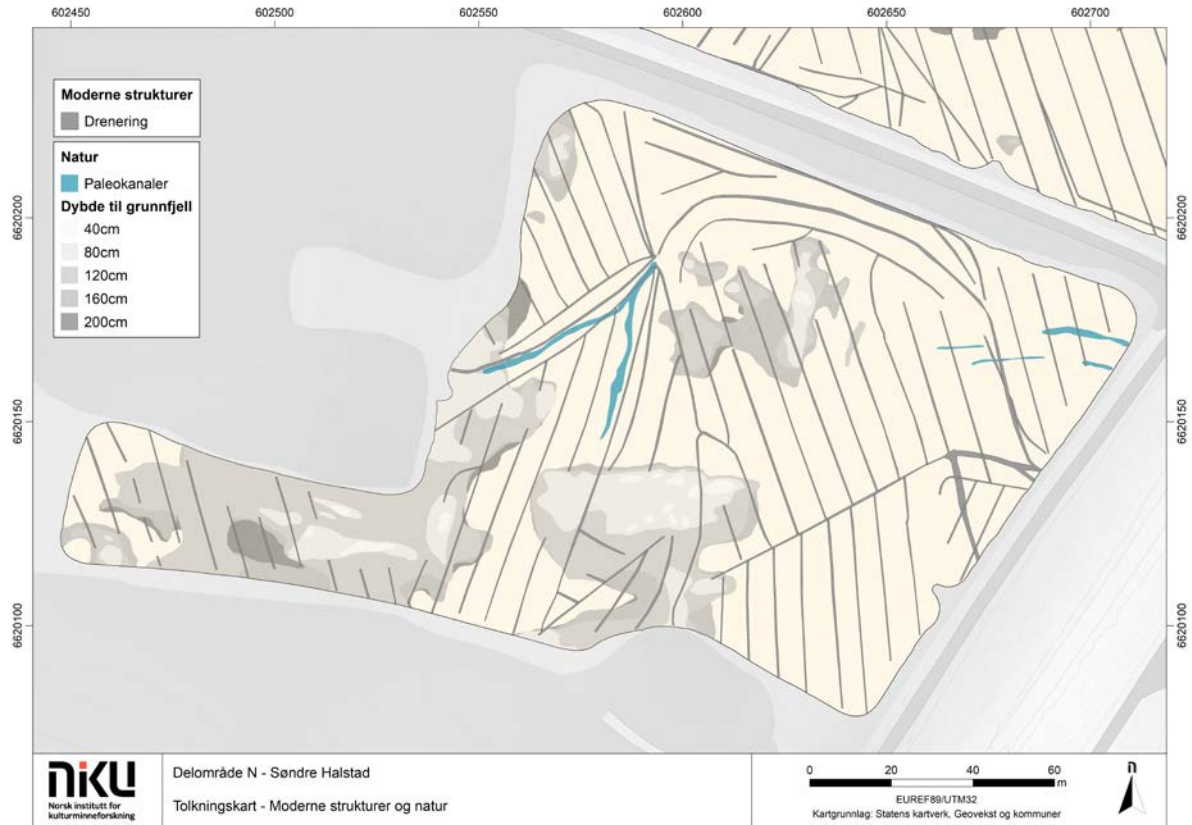 602450 602500 602550 602600 602650 602700
Moderne strukturer
Drenering
Natur
Paleokanaler
Dybde til grunnfjell
40cm
80cm
120cm
160cm
200cm
6620200 6620200
6620150 6620150
6620100 6620100
NIKU
Norsk institutt for
kulturminneforskning
Delområde N - Søndre Halstad
Tolkningskart - Moderne strukturer og natur
0 20 40 60
m
EUREF89/UTM32
Kartgrunnlag: Statens kartverk, Geovekst og kommuner
n